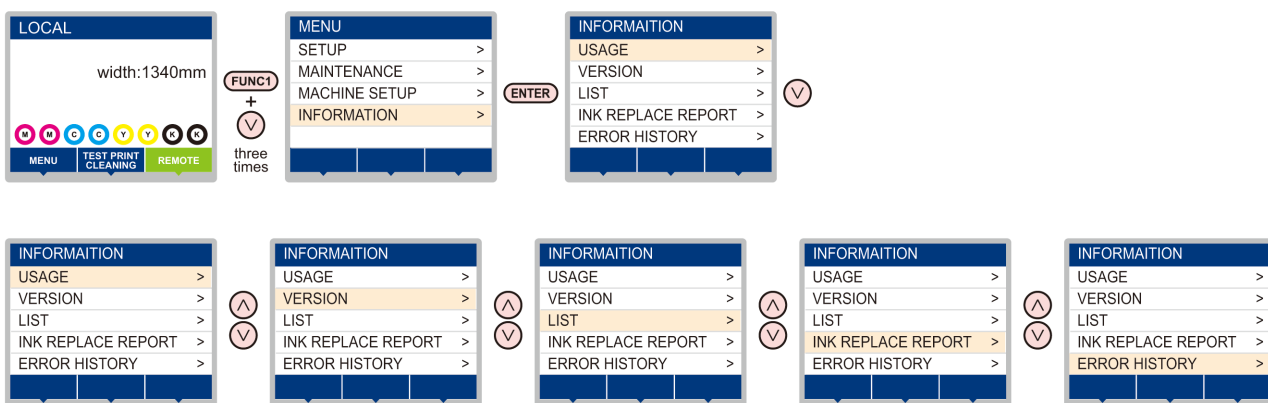 LOCAL
width:1340mm
M M C C Y Y K K
MENU TEST PRINT CLEANING REMOTE
FUNC1
+
three
times
MENU
SETUP >
MAINTENANCE >
MACHINE SETUP >
INFORMATION >
ENTER
INFORMAITION
USAGE >
VERSION >
LIST >
INK REPLACE REPORT >
ERROR HISTORY >
INFORMAITION
USAGE >
VERSION >
LIST >
INK REPLACE REPORT >
ERROR HISTORY >
INFORMAITION
USAGE >
VERSION >
LIST >
INK REPLACE REPORT >
ERROR HISTORY >
INFORMAITION
USAGE >
VERSION >
LIST >
INK REPLACE REPORT >
ERROR HISTORY >
INFORMAITION
USAGE >
VERSION >
LIST >
INK REPLACE REPORT >
ERROR HISTORY >
INFORMAITION
USAGE >
VERSION >
LIST >
INK REPLACE REPORT >
ERROR HISTORY >